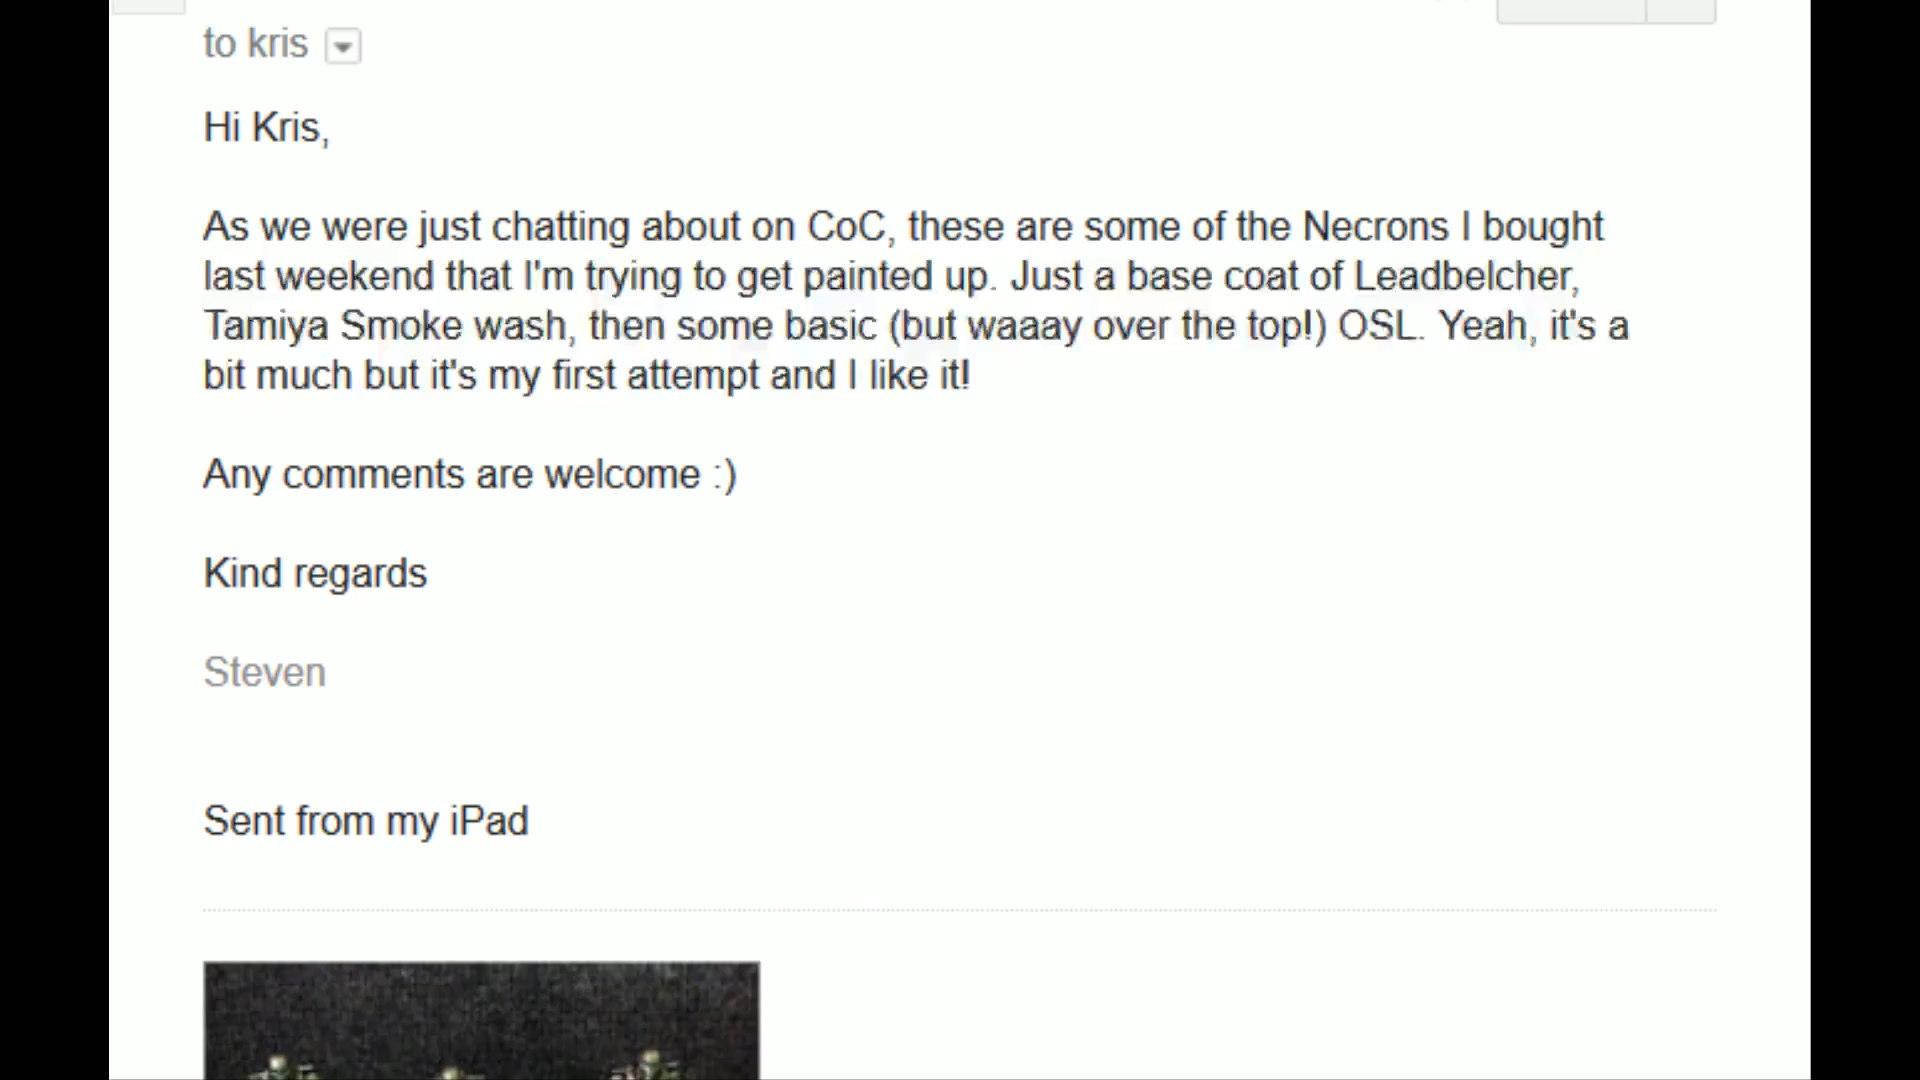 to kris
Hi Kris,
As we were just chatting about on CoC, these are some of the Necrons I bought
last weekend that I'm trying to get painted up. Just a base coat of Leadbelcher,
Tamiya Smoke wash, then some basic (but waaay over the top!) OSL. Yeah, it's a
bit much but it's my first attempt and I like it!
Any comments are welcome :)
Kind regards
Steven
Sent from my iPad